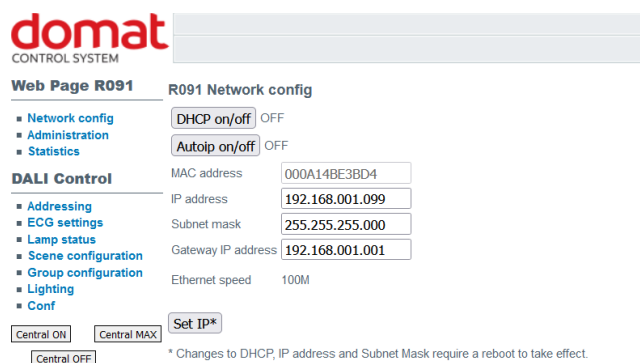 domat
CONTROL SYSTEM
Web Page R091
Network config
Administration
Statistics
DALI Control
Addressing
ECG settings
Lamp status
Scene configuration
Group configuration
Lighting
Conf
Central ON Central MAX
Central OFF
R091 Network config
DHCP on/off OFF
Autoip on/off OFF
MAC address 000A14BE3BD4
IP address 192.168.001.099
Subnet mask 255.255.255.000
Gateway IP address 192.168.001.001
Ethernet speed 100M
Set IP*
* Changes to DHCP, IP address and Subnet Mask require a reboot to take effect.